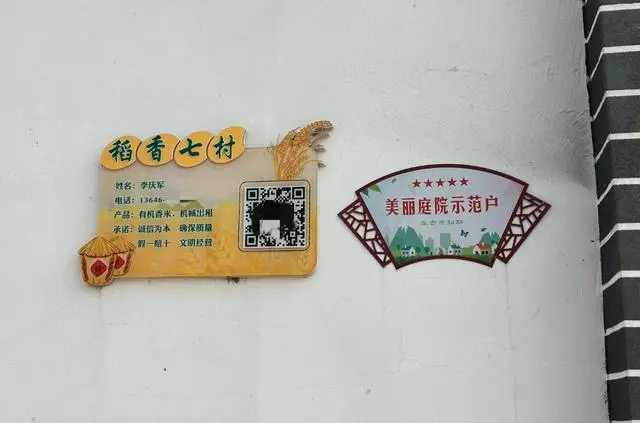 稻香七村
姓名：李庆军
电话：13646-
产品：有机香米、机械出租
承诺：诚信为本 确保质量
假一赔十 文明经营
美丽庭院示范户